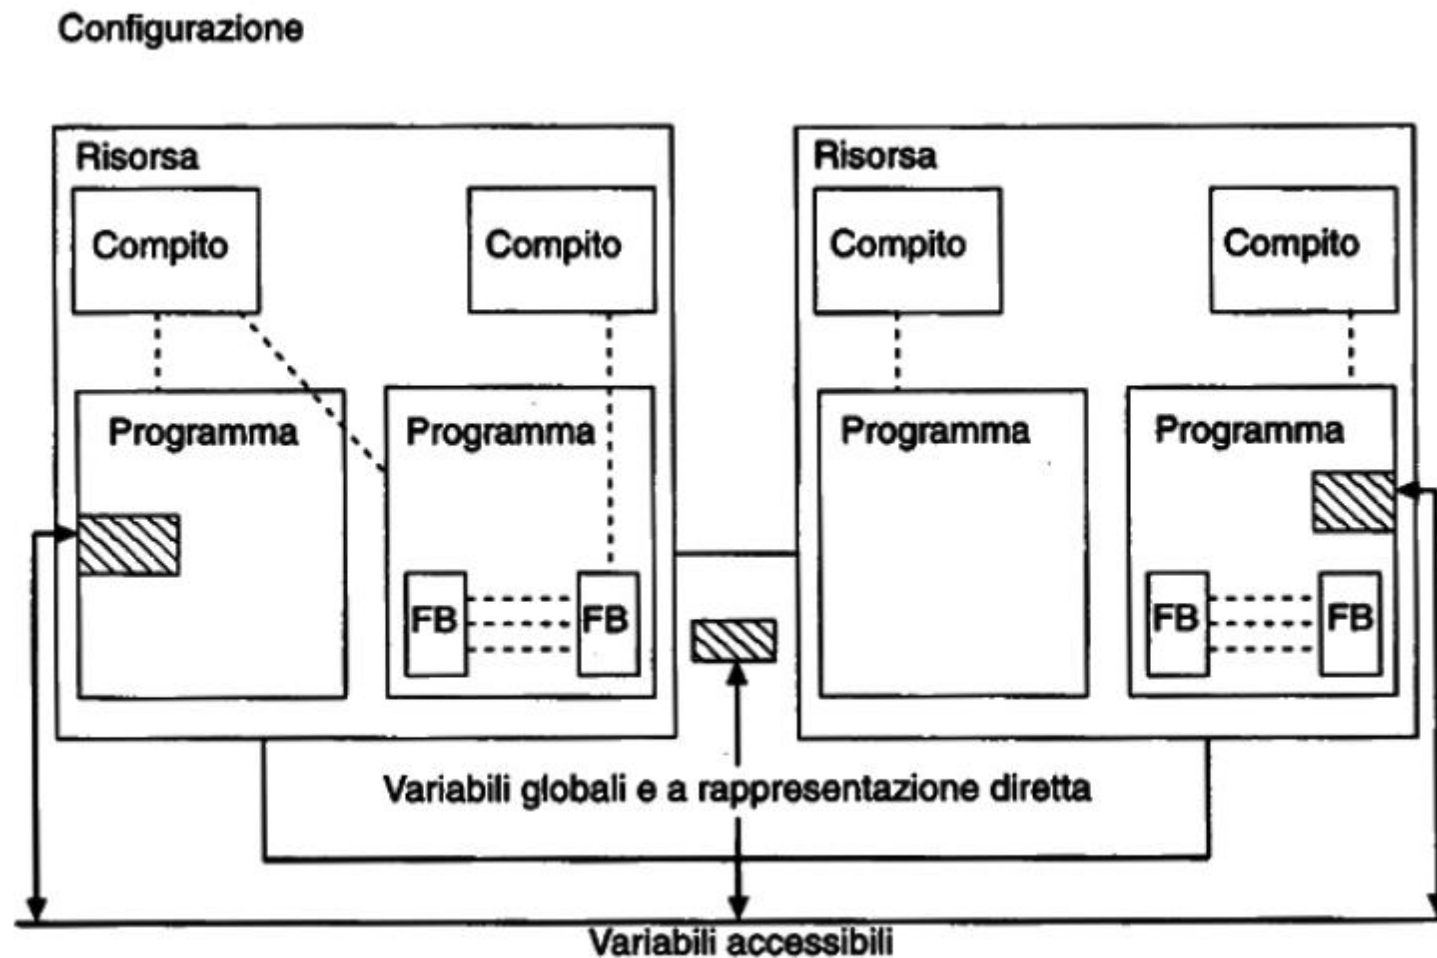 Configurazione
Risorsa
Risorsa
Compito
Compito
Compito
Compito
Programma
Programma
Programma
Programma
FB
FB
FB
FB
Variabili globali e a rappresentazione diretta
Variabili accessibili